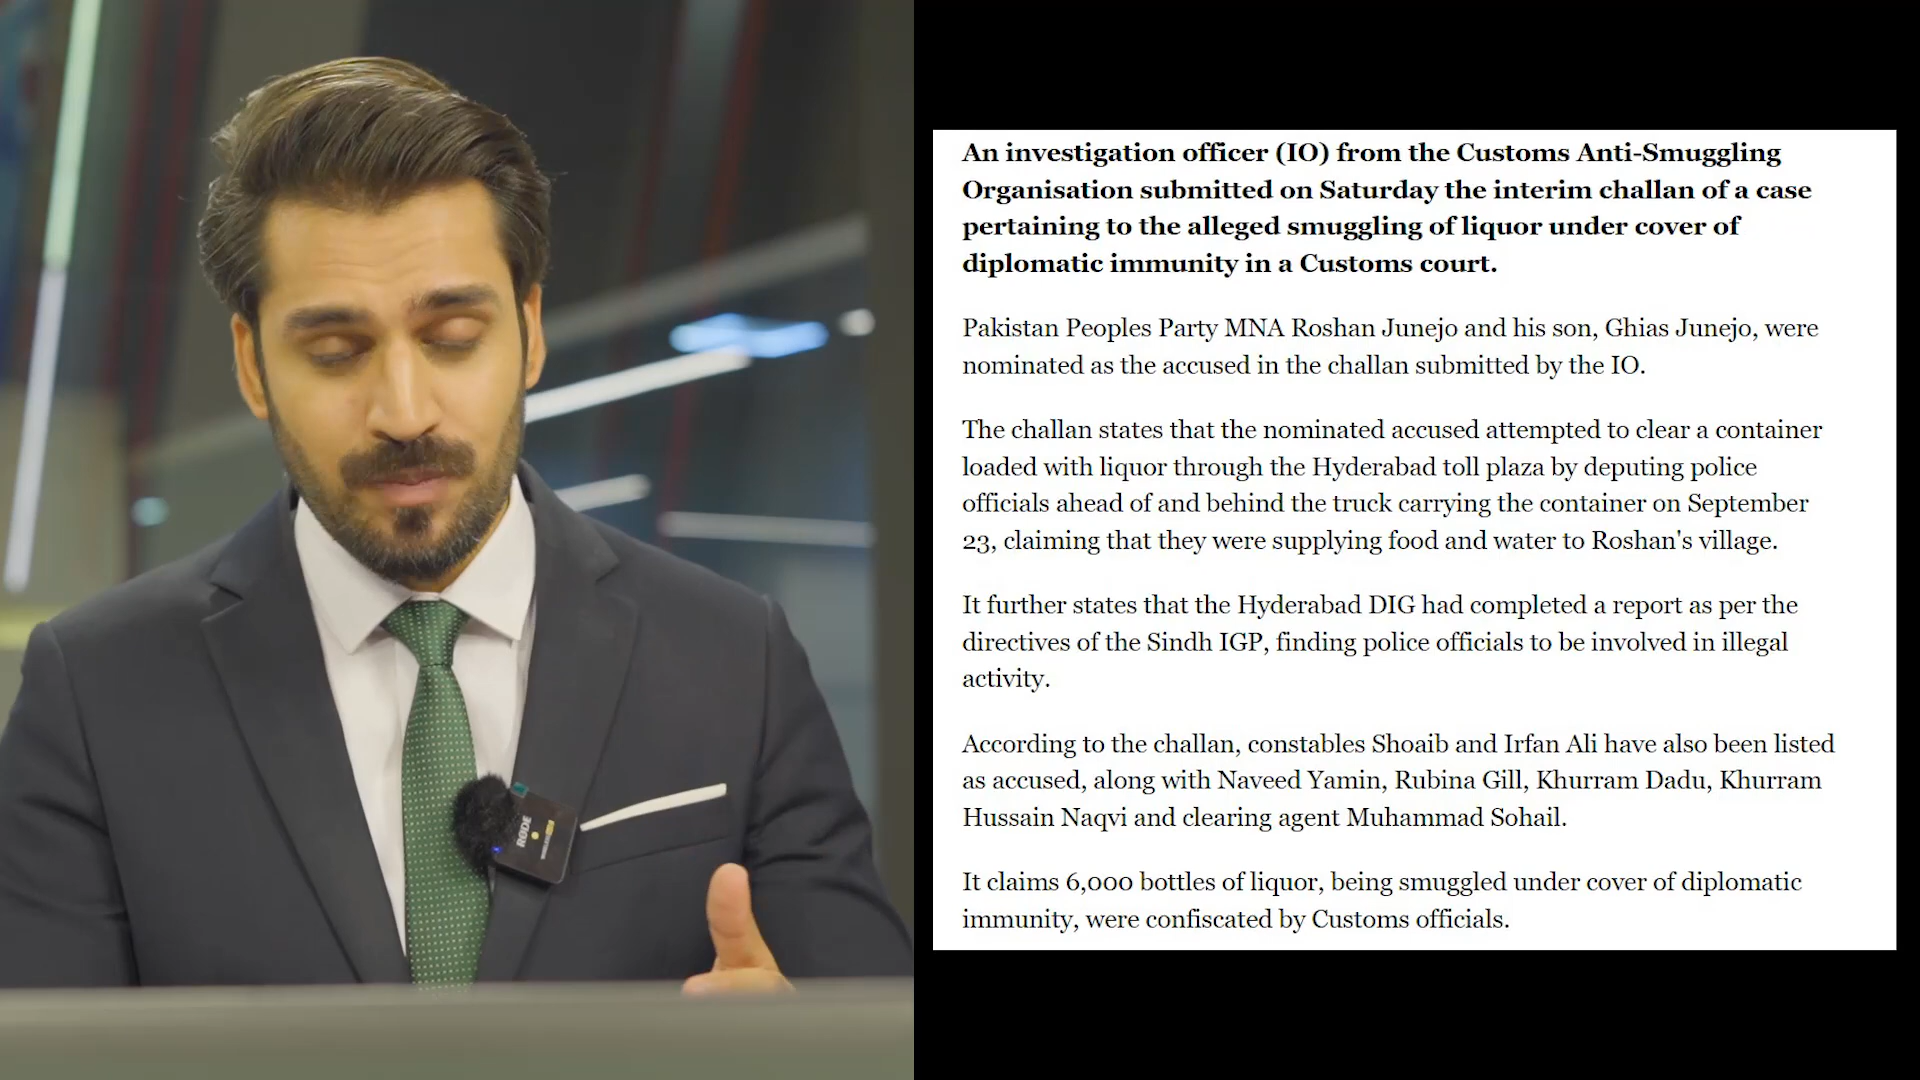 An investigation officer (IO) from the Customs Anti-Smuggling
Organisation submitted on Saturday the interim challan of a case
pertaining to the alleged smuggling of liquor under cover of
diplomatic immunity in a Customs court.
Pakistan Peoples Party MNA Roshan Junejo and his son, Ghias Junejo, were
nominated as the accused in the challan submitted by the IO.
The challan states that the nominated accused attempted to clear a container
loaded with liquor through the Hyderabad toll plaza by deputing police
officials ahead of and behind the truck carrying the container on September
23, claiming that they were supplying food and water to Roshan's village.
It further states that the Hyderabad DIG had completed a report as per the
directives of the Sindh IGP, finding police officials to be involved in illegal
activity.
According to the challan, constables Shoaib and Irfan Ali have also been listed
as accused, along with Naveed Yamin, Rubina Gill, Khurram Dadu, Khurram
Hussain Naqvi and clearing agent Muhammad Sohail.
It claims 6,000 bottles of liquor, being smuggled under cover of diplomatic
immunity, were confiscated by Customs officials.
RØDE